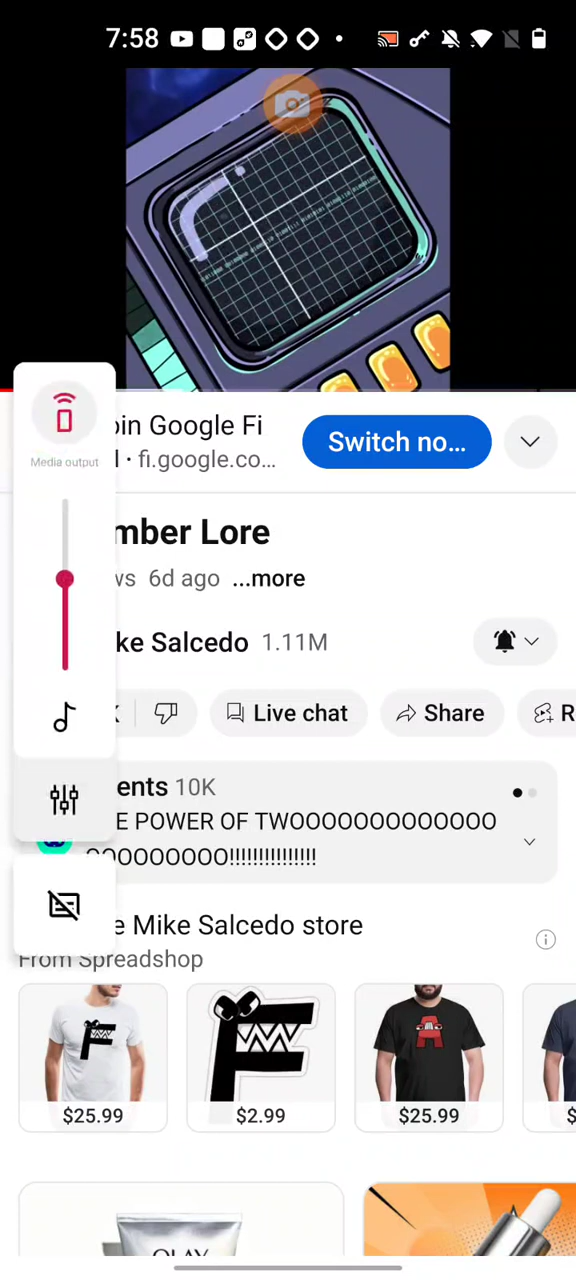 7:58
oin Google Fi
Switch no...
l · fi.google.co...
Media output
mber Lore
ws 6d ago ...more
ke Salcedo 1.11M
K
Live chat
Share
R
ents 10K
E POWER OF TWOOOOOOOOOOOOO
OOOOOOOOO!!!!!!!!!!!!!!!
e Mike Salcedo store
From Spreadshop
$25.99
$2.99
$25.99
$
OLAY